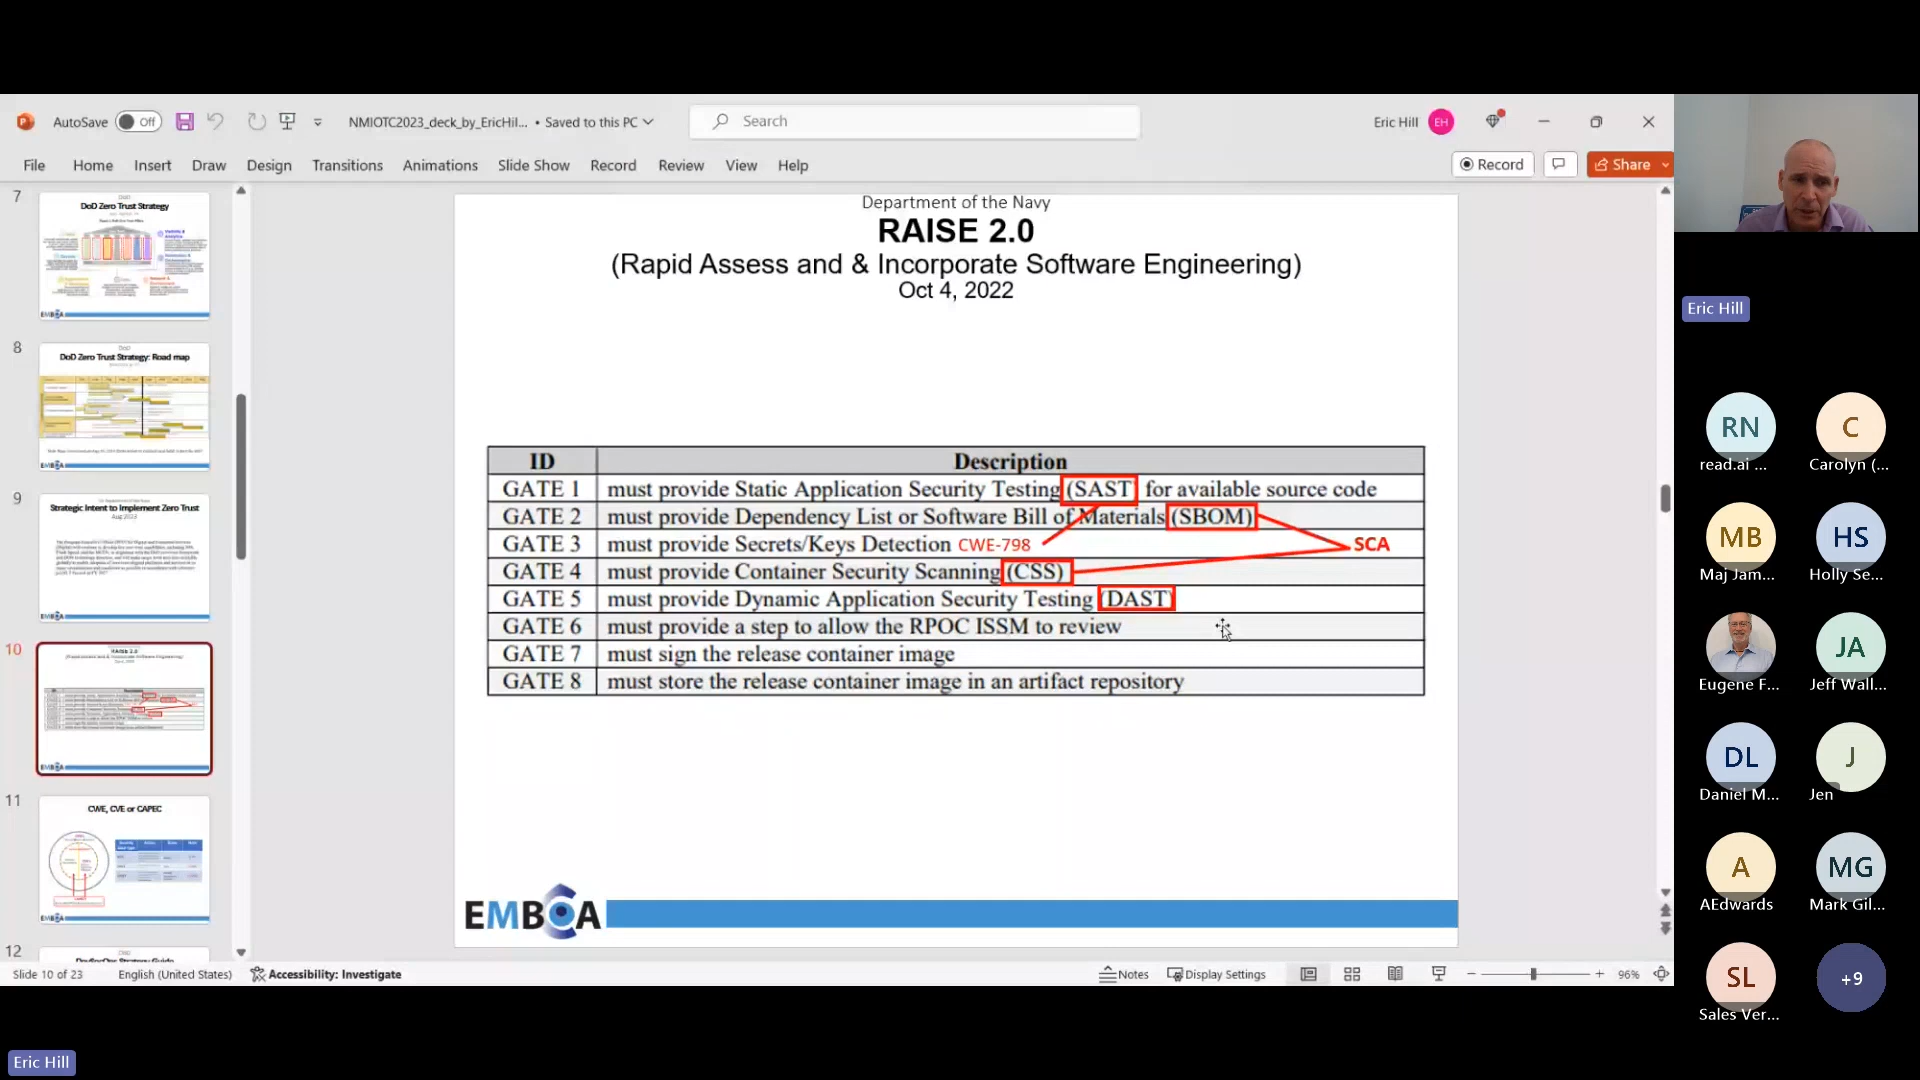 AutoSave Off NMIOTC2023_deck_by_EricHil... • Saved to this PC Search Eric Hill EH
File Home Insert Draw Design Transitions Animations Slide Show Record Review View Help Record Share
7
DoD Zero Trust Strategy
8
DoD Zero Trust Strategy: Road map
9
Strategic Intent to Implement Zero Trust
Aug 2023
10
RAISE 2.0
11
CWE, CVE or CAPEC
12
DevSecOps Strategy Guide
Department of the Navy
RAISE 2.0
(Rapid Assess and & Incorporate Software Engineering)
Oct 4, 2022
ID Description
GATE 1 must provide Static Application Security Testing (SAST) for available source code
GATE 2 must provide Dependency List or Software Bill of Materials (SBOM)
GATE 3 must provide Secrets/Keys Detection CWE-798 SCA
GATE 4 must provide Container Security Scanning (CSS)
GATE 5 must provide Dynamic Application Security Testing (DAST)
GATE 6 must provide a step to allow the RPOC ISSM to review
GATE 7 must sign the release container image
GATE 8 must store the release container image in an artifact repository
EMBOA
Slide 10 of 23 English (United States) Accessibility: Investigate Notes Display Settings 96%
Eric Hill
RN C
read.ai ... Carolyn (...
MB HS
Maj Jam... Holly Se...
JA
Eugene F... Jeff Wall...
DL J
Daniel M... Jen
A MG
AEdwards Mark Gil...
SL +9
Sales Ver...
Eric Hill